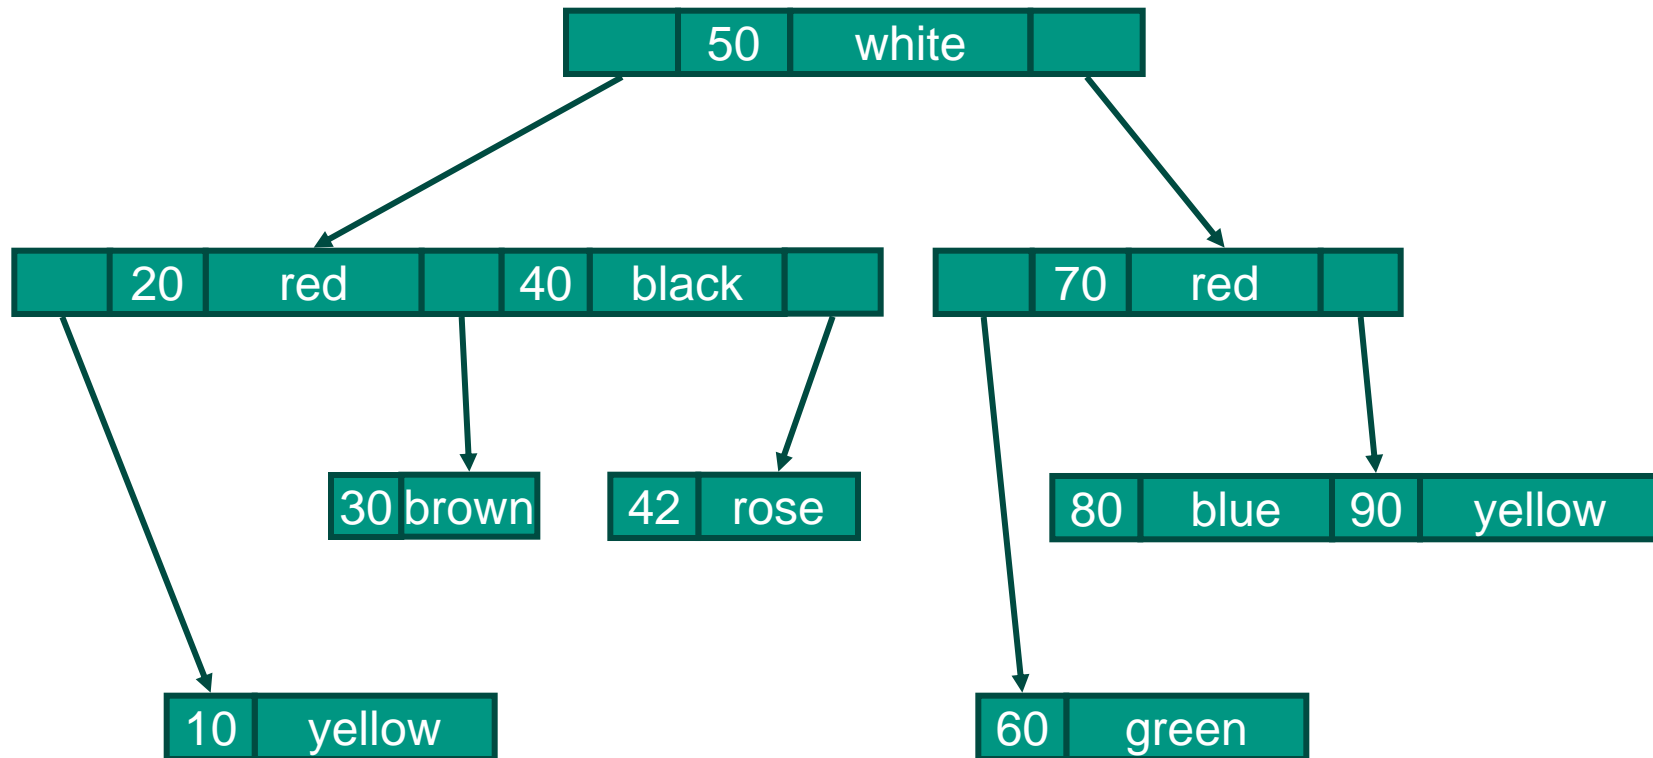 50 white
20 red 40 black 70 red
30 brown 42 rose 80 blue 90 yellow
10 yellow 60 green